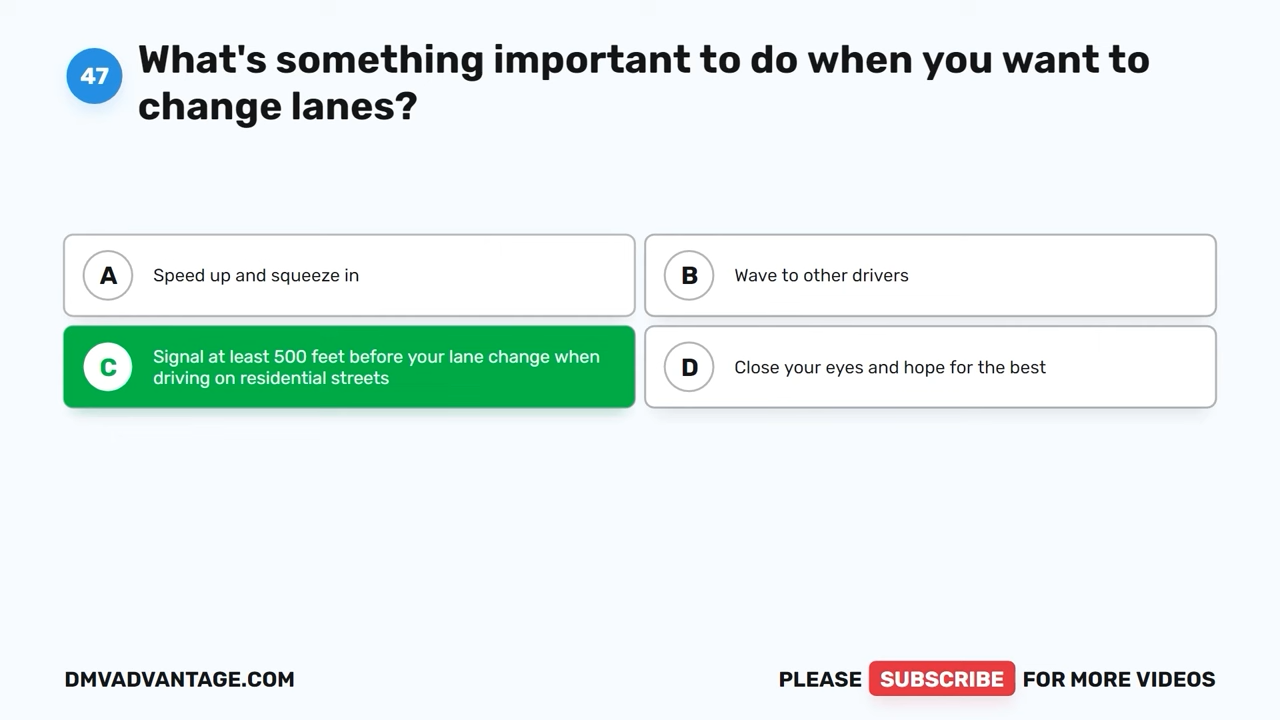 47
What's something important to do when you want to
change lanes?
A
Speed up and squeeze in
B
Wave to other drivers
C
Signal at least 500 feet before your lane change when
driving on residential streets
D
Close your eyes and hope for the best
DMVADVANTAGE.COM
PLEASE SUBSCRIBE FOR MORE VIDEOS